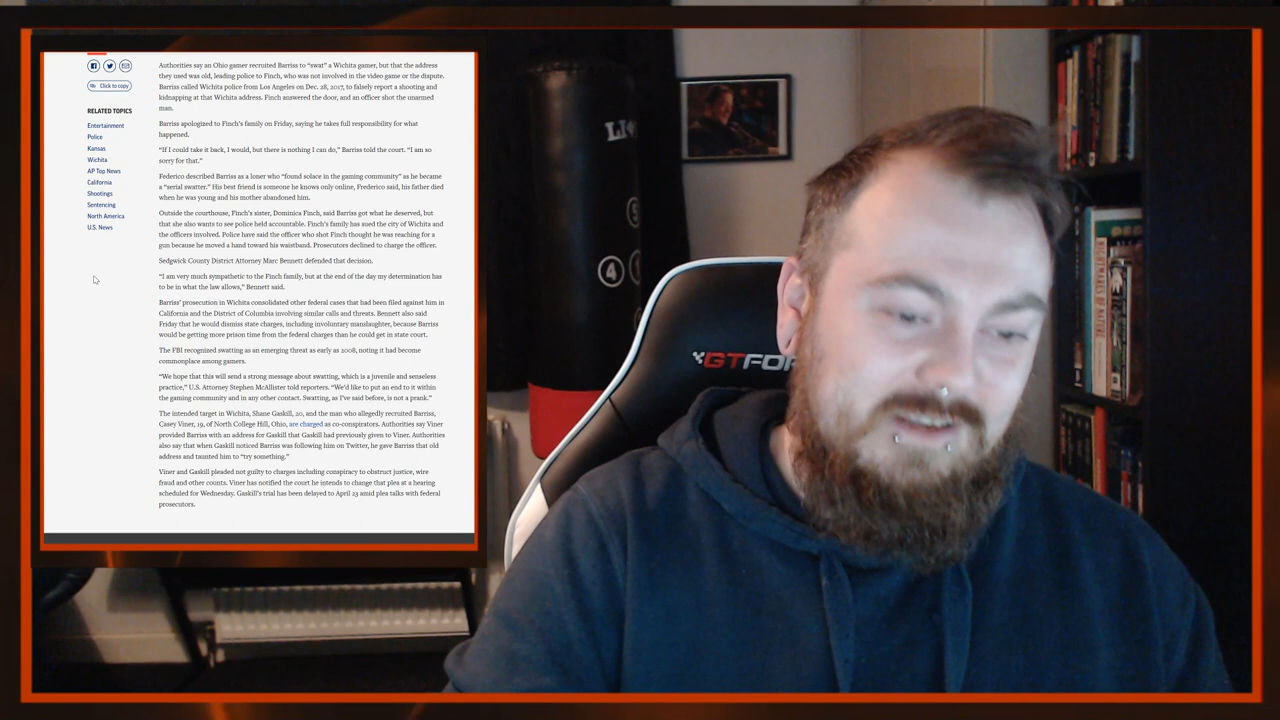 Authorities say an Ohio gamer recruited Barriss to “swat” a Wichita gamer, but that the address
they used was old, leading police to Finch, who was not involved in the video game or the dispute.
Barriss called Wichita police from Los Angeles on Dec. 28, 2017, to falsely report a shooting and
kidnapping at that Wichita address. Finch answered the door, and an officer shot the unarmed
man.
Click to copy
RELATED TOPICS
Entertainment
Police
Kansas
Wichita
AP Top News
California
Shootings
Sentencing
North America
U.S. News
Barriss apologized to Finch’s family on Friday, saying he takes full responsibility for what
happened.
“If I could take it back, I would, but there is nothing I can do,” Barriss told the court. “I am so
sorry for that.”
Federico described Barriss as a loner who “found solace in the gaming community” as he became
a “serial swatter.” His best friend is someone he knows only online, Frederico said, his father died
when he was young and his mother abandoned him.
Outside the courthouse, Finch’s sister, Dominica Finch, said Barriss got what he deserved, but
that she also wants to see police held accountable. Finch’s family has sued the city of Wichita and
the officers involved. Police have said the officer who shot Finch thought he was reaching for a
gun because he moved a hand toward his waistband. Prosecutors declined to charge the officer.
Sedgwick County District Attorney Marc Bennett defended that decision.
“I am very much sympathetic to the Finch family, but at the end of the day my determination has
to be in what the law allows,” Bennett said.
Barriss’ prosecution in Wichita consolidated other federal cases that had been filed against him in
California and the District of Columbia involving similar calls and threats. Bennett also said
Friday that he would dismiss state charges, including involuntary manslaughter, because Barriss
would be getting more prison time from the federal charges than he could get in state court.
The FBI recognized swatting as an emerging threat as early as 2008, noting it had become
commonplace among gamers.
“We hope that this will send a strong message about swatting, which is a juvenile and senseless
practice,” U.S. Attorney Stephen McAllister told reporters. “We’d like to put an end to it within
the gaming community and in any other contact. Swatting, as I’ve said before, is not a prank.”
The intended target in Wichita, Shane Gaskill, 20, and the man who allegedly recruited Barriss,
Casey Viner, 19, of North College Hill, Ohio, are charged as co-conspirators. Authorities say Viner
provided Barriss with an address for Gaskill that Gaskill had previously given to Viner. Authorities
also say that when Gaskill noticed Barriss was following him on Twitter, he gave Barriss that old
address and taunted him to “try something.”
Viner and Gaskill pleaded not guilty to charges including conspiracy to obstruct justice, wire
fraud and other counts. Viner has notified the court he intends to change that plea at a hearing
scheduled for Wednesday. Gaskill’s trial has been delayed to April 23 amid plea talks with federal
prosecutors.
3
4
1
GTFO